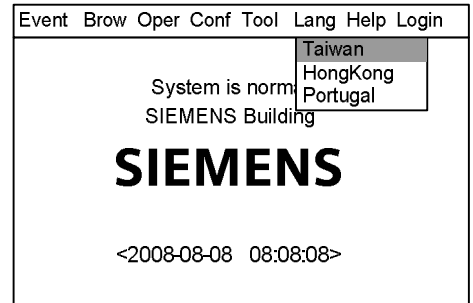 Event Brow Oper Conf Tool Lang Help Login
Taiwan
HongKong
Portugal
System is norm
SIEMENS Building
SIEMENS
<2008-08-08 08:08:08>